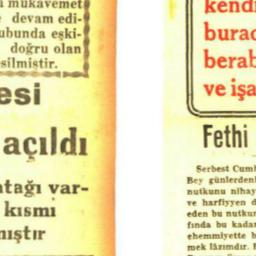 mukavemet
devam edi-
ubunda eski-
doğru olan
silmiştir.
esi
açıldı
atağı var-
kısmı
mıştır
kendi
burad
berab
ve işa
Fethi
Serbest Cumh
Bey günlerden
nutkunu nihay
ve harfiyyen d
eden bu nutkun
fında bu kadar
ehemmiyetle b
mek lâzımdır. B